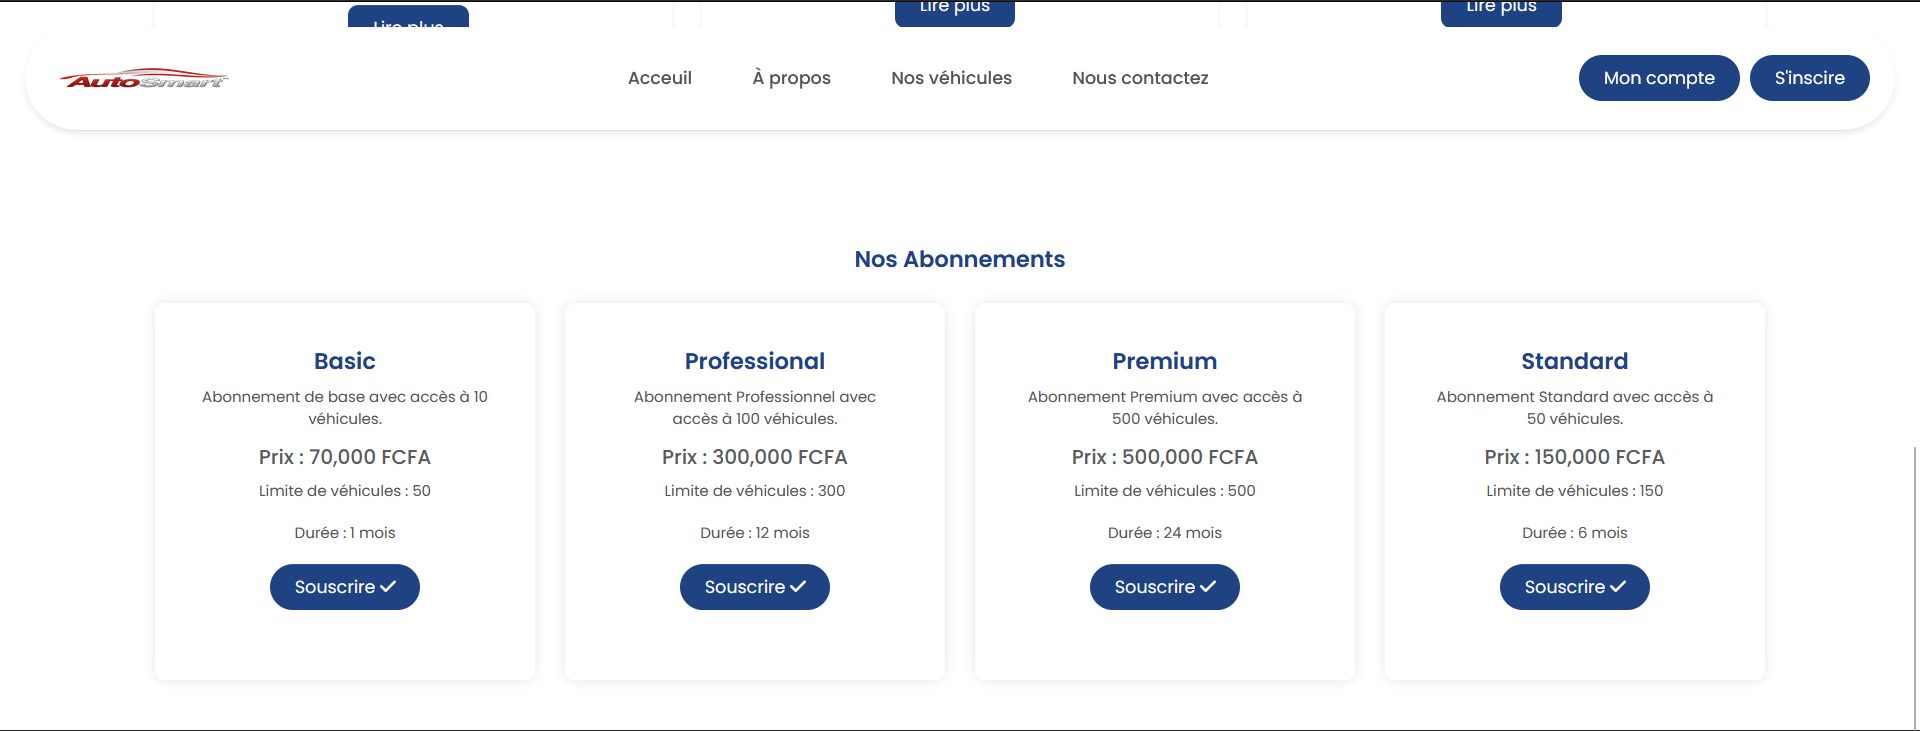 Lire plus
Lire plus
Lire plus
AutoSmart
Acceuil
À propos
Nos véhicules
Nous contactez
Mon compte
S'inscire
Nos Abonnements
Basic
Abonnement de base avec accès à 10
véhicules.
Prix : 70,000 FCFA
Limite de véhicules : 50
Durée : 1 mois
Souscrire
Professional
Abonnement Professionnel avec
accès à 100 véhicules.
Prix : 300,000 FCFA
Limite de véhicules : 300
Durée : 12 mois
Souscrire
Premium
Abonnement Premium avec accès à
500 véhicules.
Prix : 500,000 FCFA
Limite de véhicules : 500
Durée : 24 mois
Souscrire
Standard
Abonnement Standard avec accès à
50 véhicules.
Prix : 150,000 FCFA
Limite de véhicules : 150
Durée : 6 mois
Souscrire